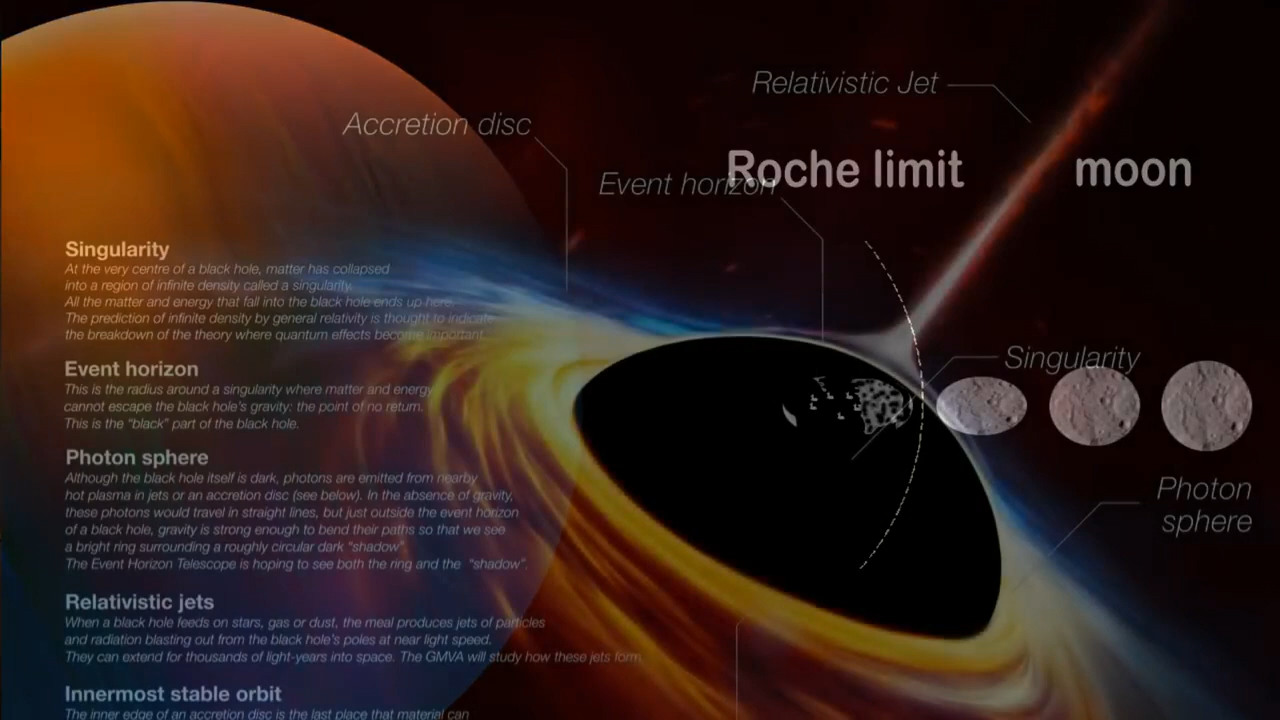 Relativistic Jet
Accretion disc
Roche limit
moon
Event horizon
Singularity
Photon
sphere
Singularity
At the very centre of a black hole, matter has collapsed
into a region of infinite density called a singularity.
All the matter and energy that fall into the black hole ends up here.
The prediction of infinite density by general relativity is thought to indicate
the breakdown of the theory where quantum effects become important.
Event horizon
This is the radius around a singularity where matter and energy
cannot escape the black hole's gravity: the point of no return.
This is the "black" part of the black hole.
Photon sphere
Although the black hole itself is dark, photons are emitted from nearby
hot plasma in jets or an accretion disc (see below). In the absence of gravity,
these photons would travel in straight lines, but just outside the event horizon
of a black hole, gravity is strong enough to bend their paths so that we see
a bright ring surrounding a roughly circular dark "shadow".
The Event Horizon Telescope is hoping to see both the ring and the "shadow".
Relativistic jets
When a black hole feeds on stars, gas or dust, the meal produces jets of particles
and radiation blasting out from the black hole's poles at near light speed.
They can extend for thousands of light-years into space. The GMVA will study how these jets form.
Innermost stable orbit
The inner edge of an accretion disc is the last place that material can